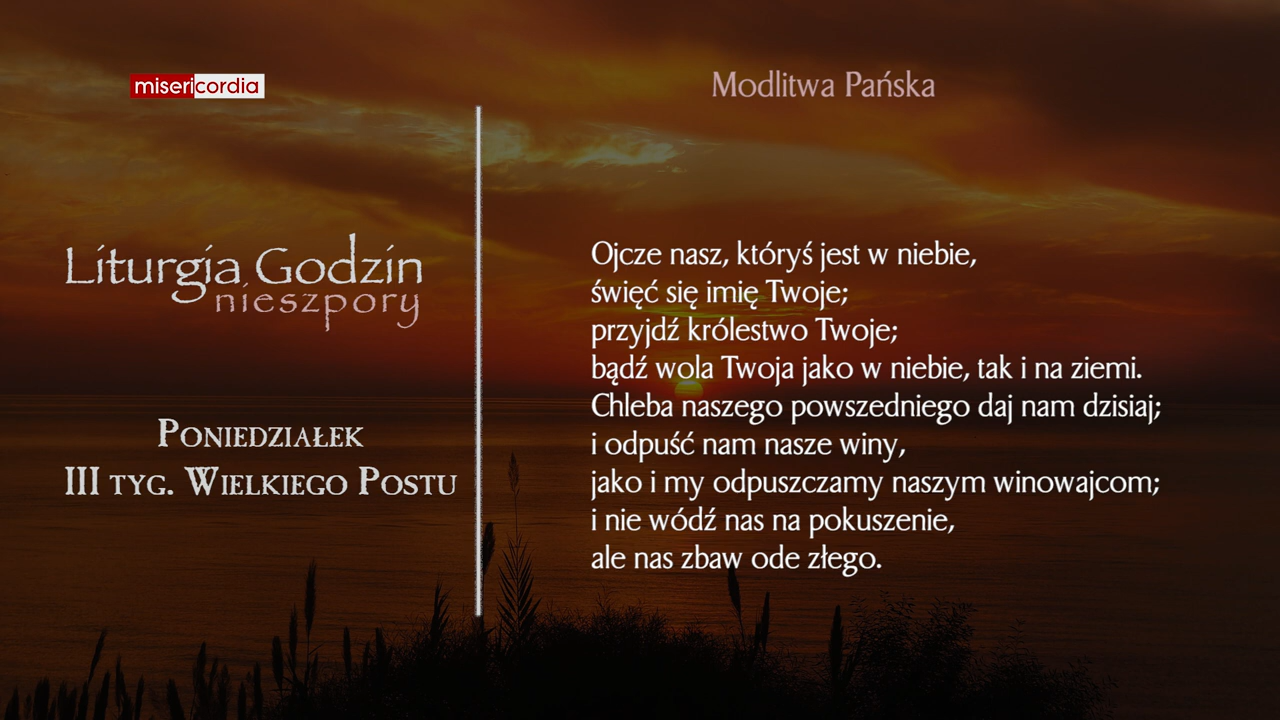 misericordia
Liturgia Godzin
nieszpory
Poniedziałek
III tyg. Wielkiego Postu
Modlitwa Pańska
Ojcze nasz, któryś jest w niebie,
święć się imię Twoje;
przyjdź królestwo Twoje;
bądź wola Twoja jako w niebie, tak i na ziemi.
Chleba naszego powszedniego daj nam dzisiaj;
i odpuść nam nasze winy,
jako i my odpuszczamy naszym winowajcom;
i nie wódź nas na pokuszenie,
ale nas zbaw ode złego.